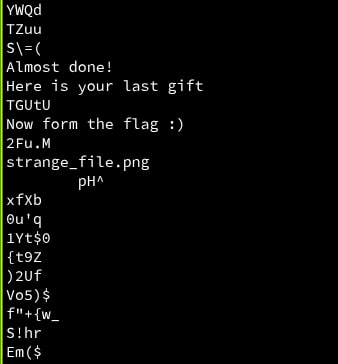 YWQd
TZuu
S\=(
Almost done!
Here is your last gift
TGUtU
Now form the flag :)
2Fu.M
strange_file.png
pH^
xfXb
0u'q
1Yt$0
{t9Z
)2Uf
Vo5)$
f"+{w_
S!hr
Em($